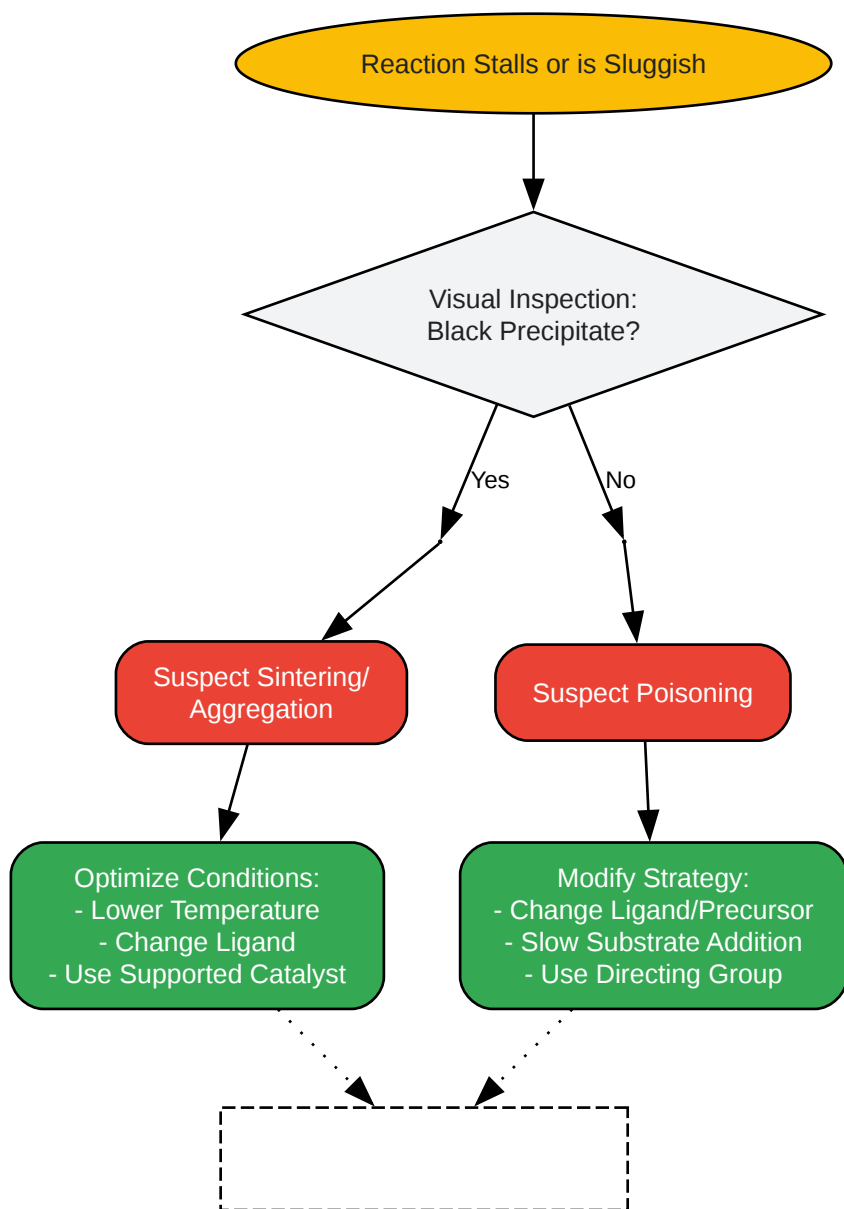 Reaction Stalls or is Sluggish
Visual Inspection:
Black Precipitate?
Yes
No
Suspect Sintering/
Aggregation
Suspect Poisoning
Optimize Conditions:
- Lower Temperature
- Change Ligand
- Use Supported Catalyst
Modify Strategy:
- Change Ligand/Precursor
- Slow Substrate Addition
- Use Directing Group